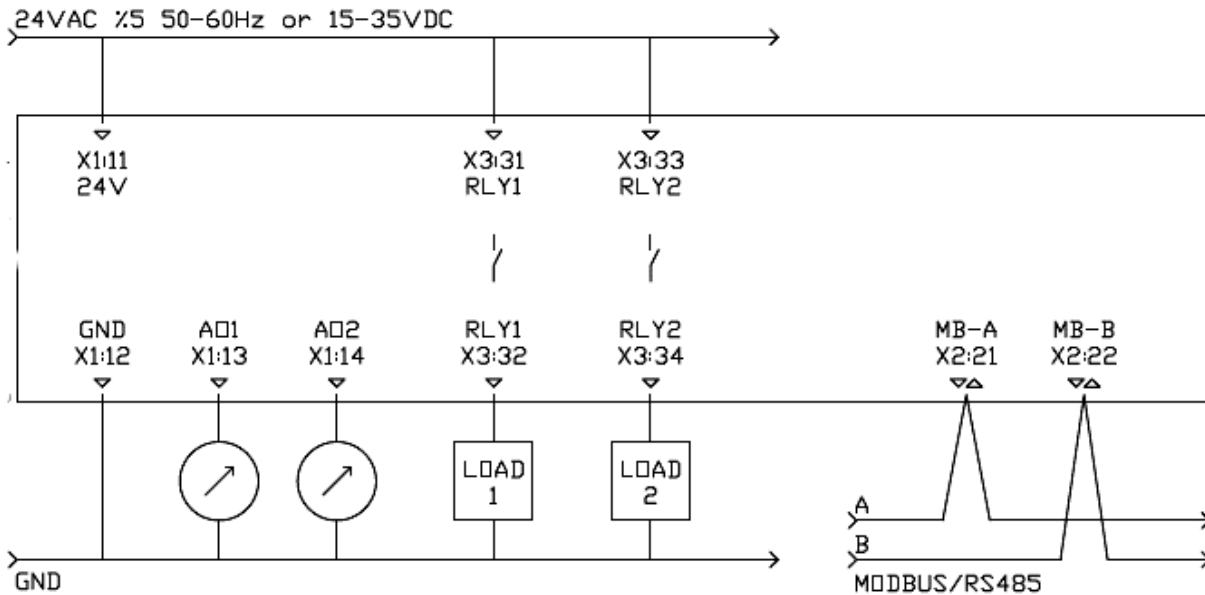 24VAC %5 50-60Hz or 15-35VDC
X1:11
24V
X3:31
RLY1
X3:33
RLY2
GND
X1:12
AO1
X1:13
AO2
X1:14
RLY1
X3:32
RLY2
X3:34
MB-A
X2:21
MB-B
X2:22
LOAD
1
LOAD
2
A
B
GND
MODBUS/RS485